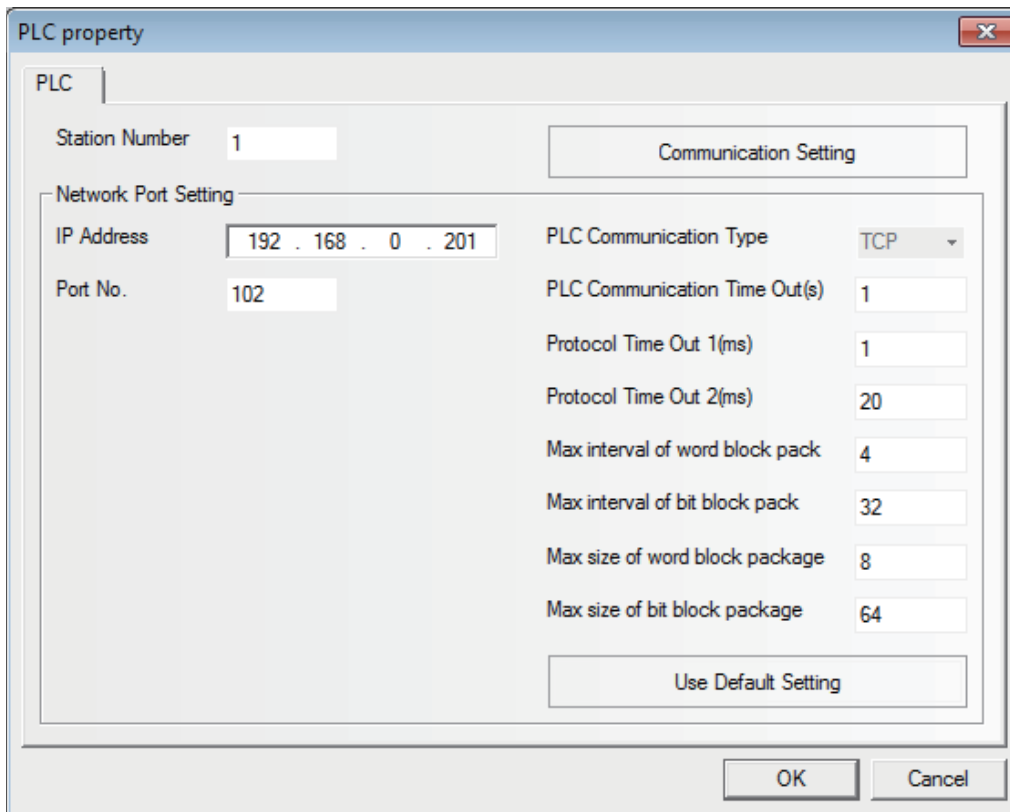 PLC property
PLC
Station Number 1
Communication Setting
Network Port Setting
IP Address 192 . 168 . 0 . 201
Port No. 102
PLC Communication Type TCP
PLC Communication Time Out(s) 1
Protocol Time Out 1(ms) 1
Protocol Time Out 2(ms) 20
Max interval of word block pack 4
Max interval of bit block pack 32
Max size of word block package 8
Max size of bit block package 64
Use Default Setting
OK Cancel